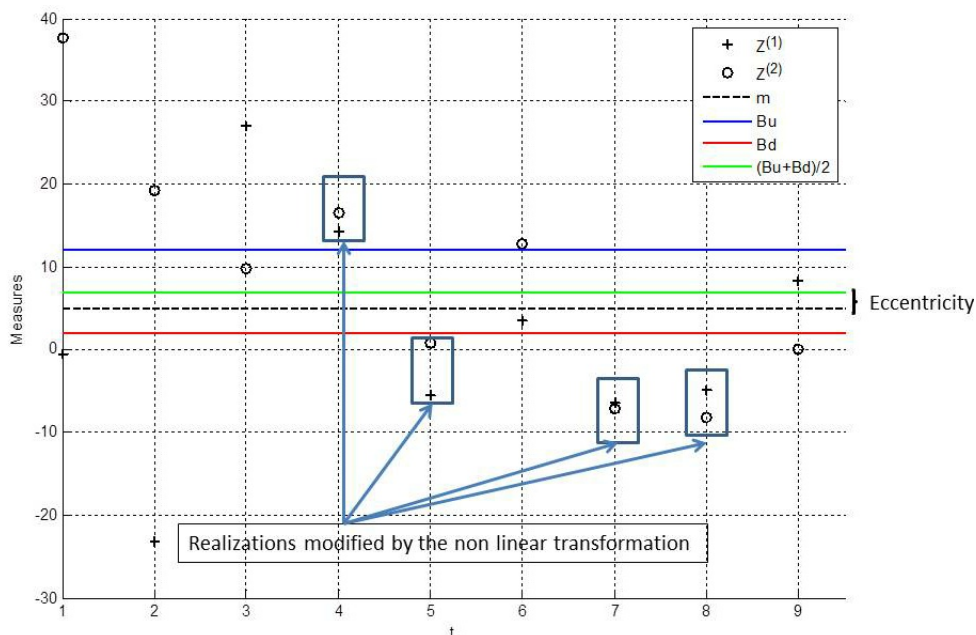 40
30
20
10
0
-10
-20
-30
Measures
Z(1)
Z(2)
m
Bu
Bd
(Bu+Bd)/2
Eccentricity
Realizations modified by the non linear transformation
1 2 3 4 5 6 7 8 9
t